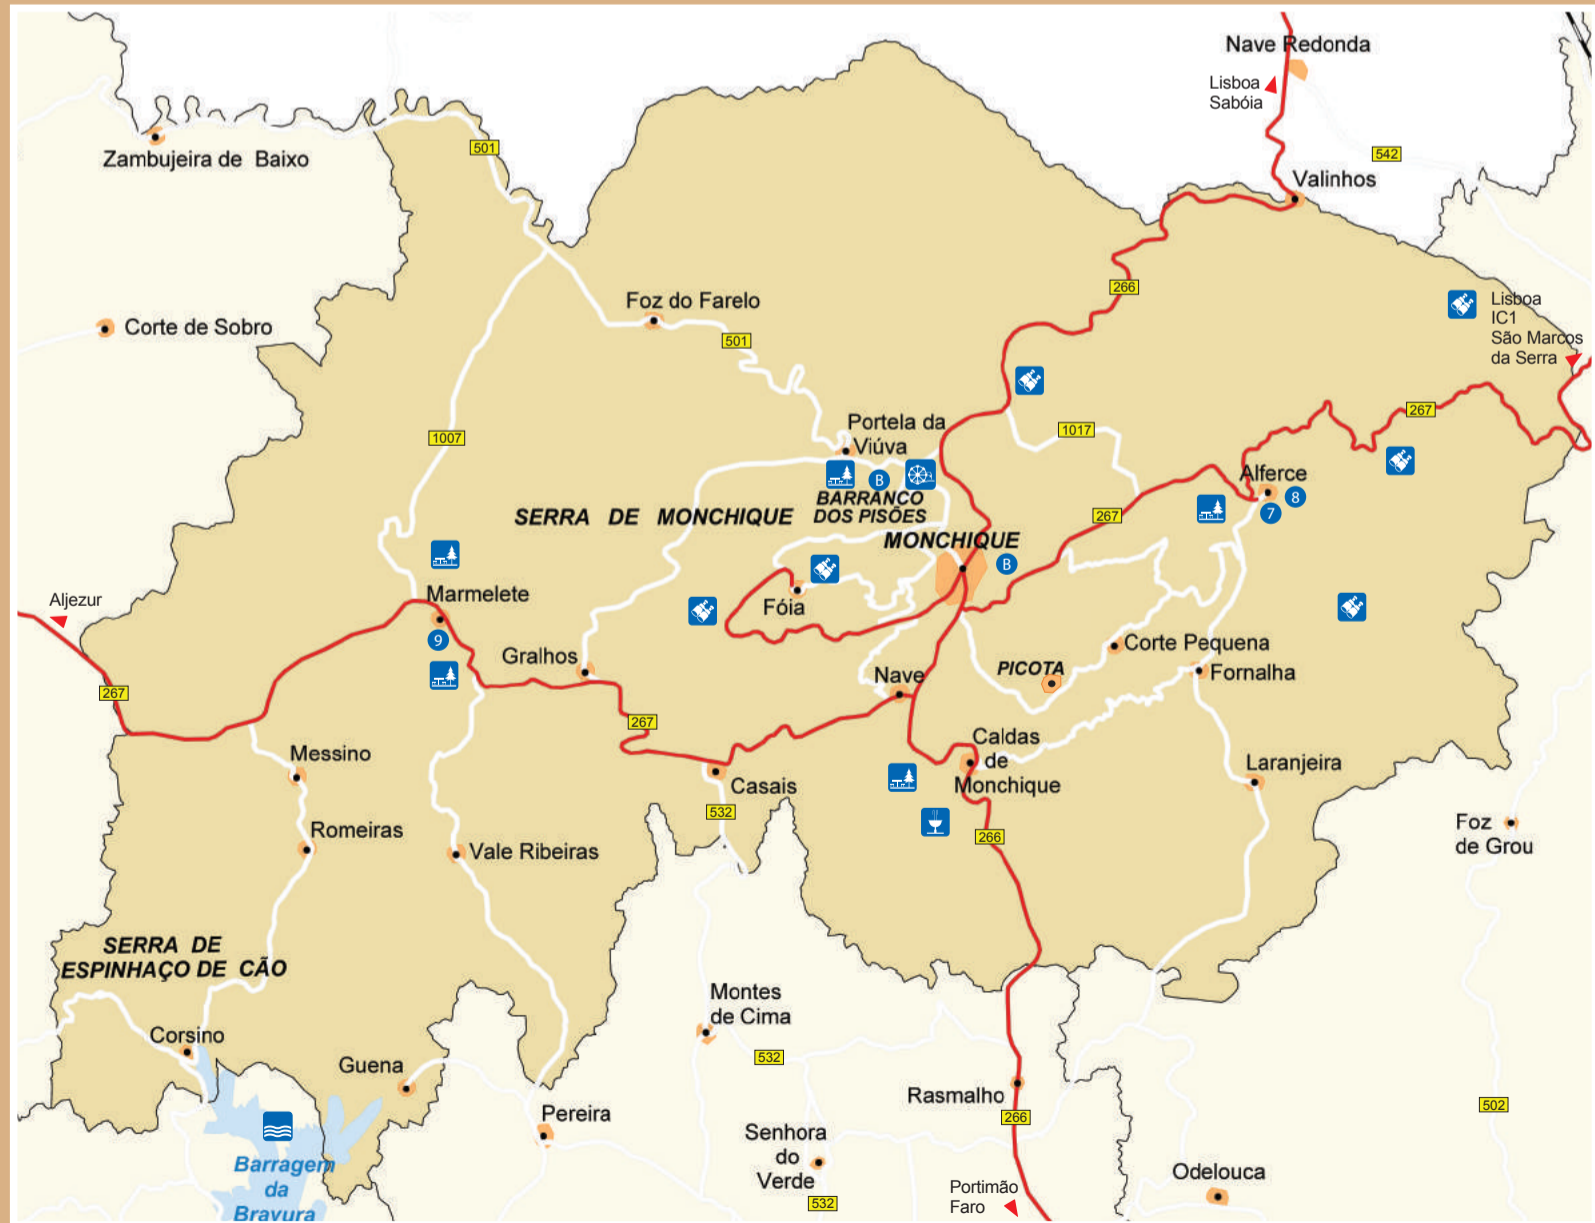 Nave Redonda
Lisboa
Sabóia
501
542
Zambujeira de Baixo
Valinhos
266
Lisboa
IC1
São Marcos
da Serra
Foz do Farelo
Corte de Sobro
501
267
Portela da
Viúva
1007
1017
Alferce
8
7
B
BARRANCO
DOS PISÕES
SERRA DE MONCHIQUE
267
MONCHIQUE
B
Aljezur
Marmelete
9
Fóia
Gralhos
Corte Pequena
PICOTA
Fornalha
Nave
267
267
Messino
Caldas
de
Monchique
Laranjeira
Casais
532
Romeiras
Vale Ribeiras
266
Foz
de Grou
SERRA DE
ESPINHAÇO DE CÃO
Montes
de Cima
Corsino
Guena
532
Rasmalho
266
502
Pereira
Senhora
do
Verde
Barragem
da
Bravura
Odelouca
532
Portimão
Faro